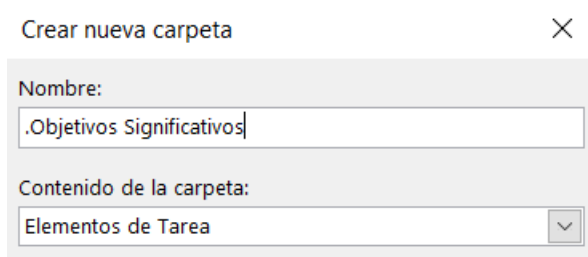 Crear nueva carpeta
Nombre:
.Objetivos Significativos
Contenido de la carpeta:
Elementos de Tarea